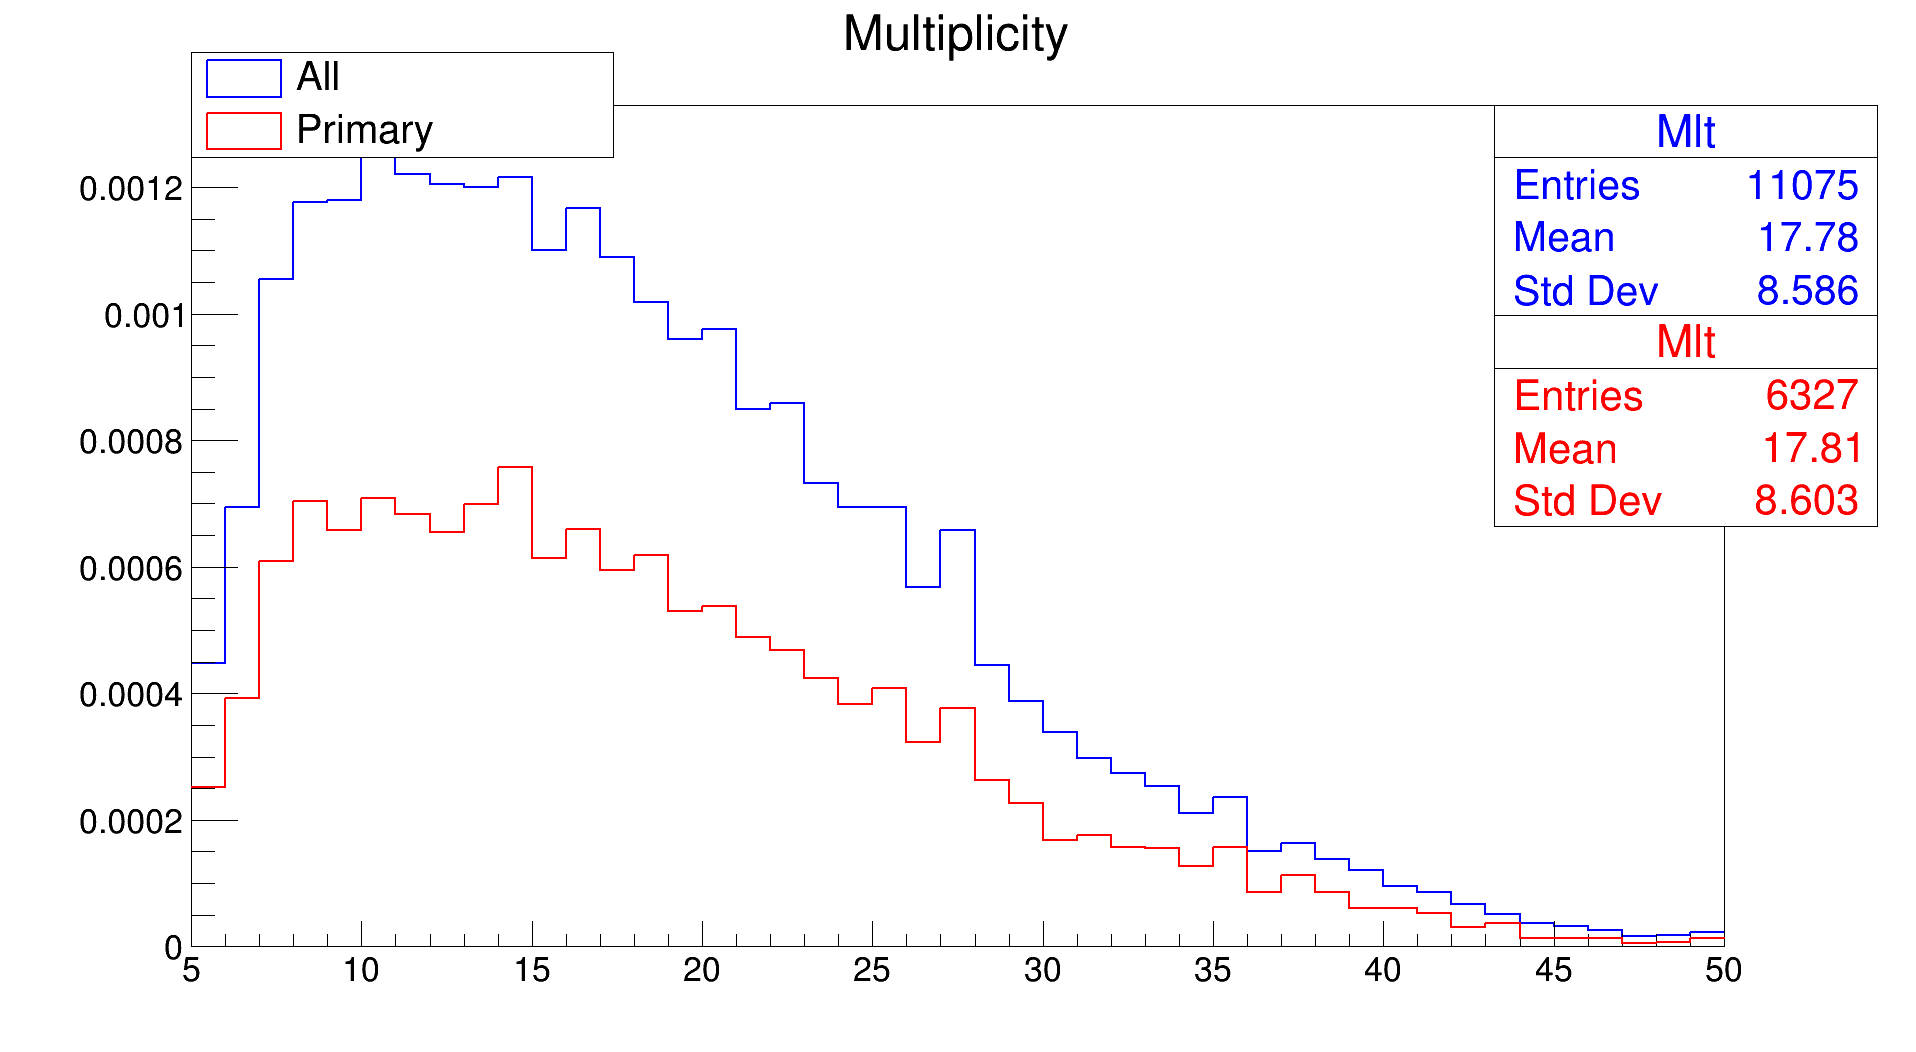 Multiplicity
All
Primary
Mlt
Entries 11075
Mean 17.78
Std Dev 8.586
Mlt
Entries 6327
Mean 17.81
Std Dev 8.603
0.0012
0.001
0.0008
0.0006
0.0004
0.0002
0
5 10 15 20 25 30 35 40 45 50